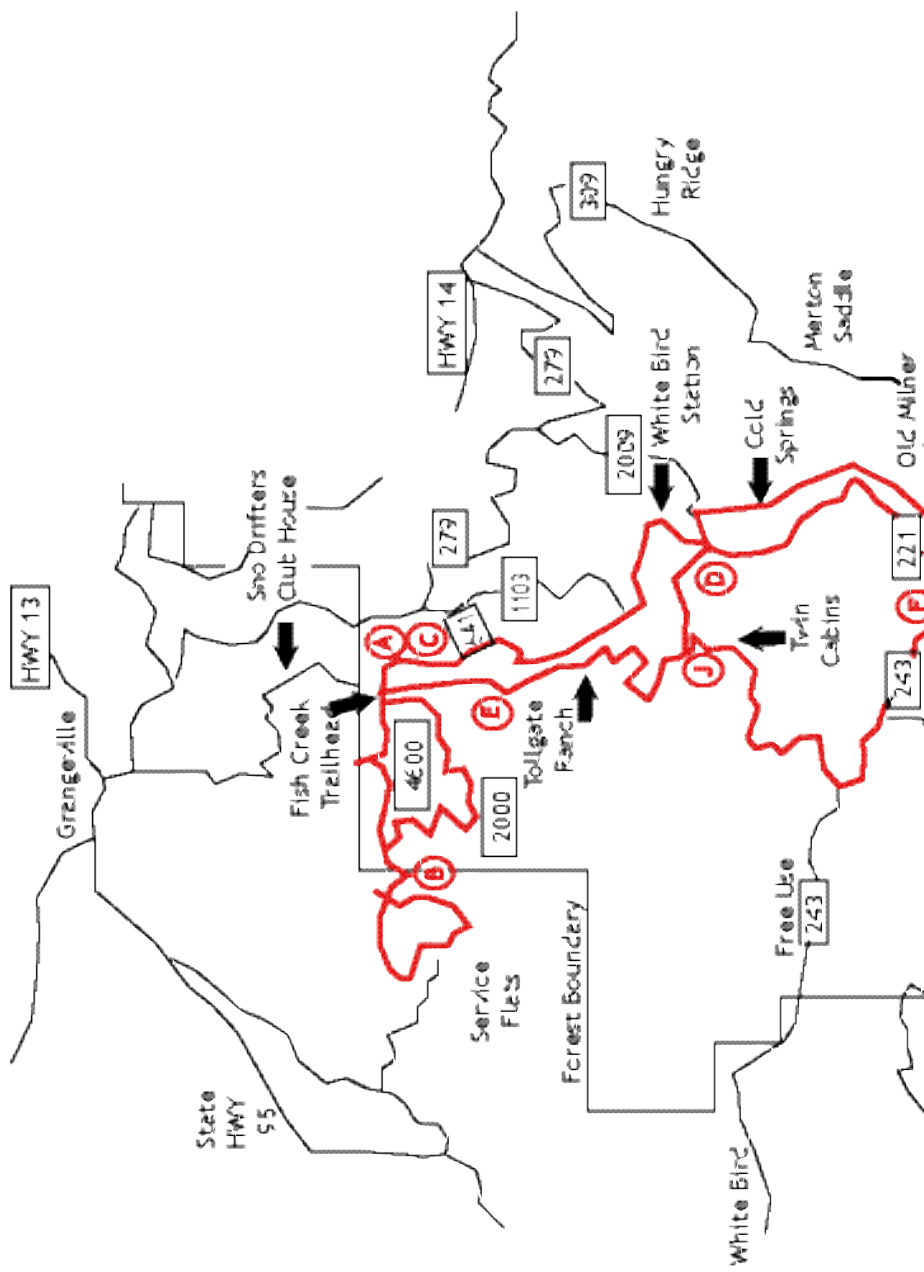 HWY 13
Grangeville
State
HWY
95
Sno Drifters
Club House
HWY 14
Fish Creek
Trailhead
279
279
309
Hungry
Ridge
A
C
441
1103
4600
2000
B
E
Service
Flats
Tollgate
Ranch
2009
White Bird
Station
Forest Boundary
D
J
Twin
Cabins
Cold
Springs
Morton
Saddle
Free Use
243
White Bird
243
F
221
Old Milner